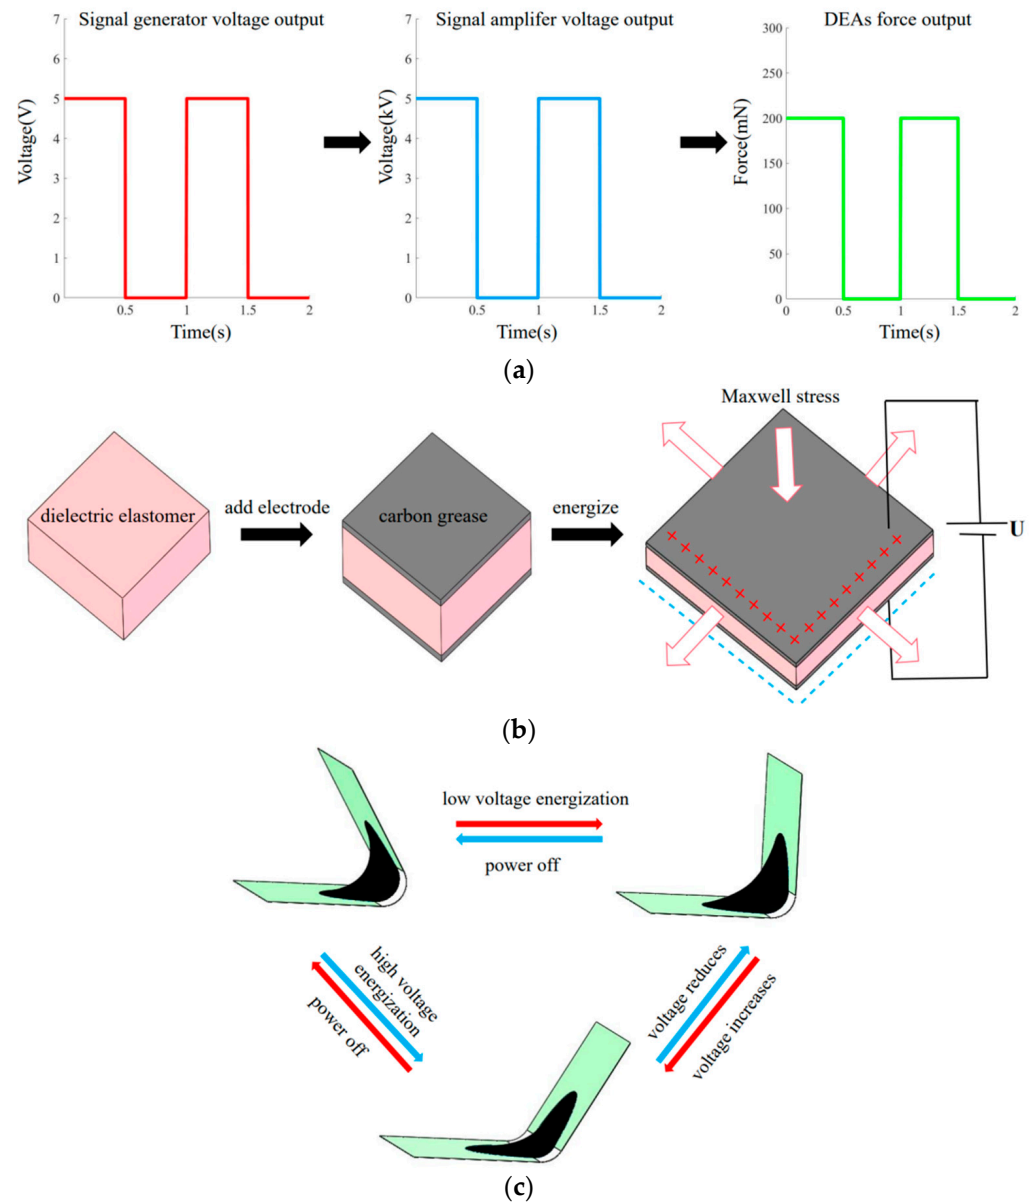 Signal generator voltage output
Signal amplifer voltage output
DEAs force output
7
6
5
4
3
2
1
0
Voltage(V)
0.5
1
1.5
2
Time(s)
7
6
5
4
3
2
1
0
Voltage(kV)
0.5
1
1.5
2
Time(s)
300
250
200
150
100
50
0
Force(mN)
0
0.5
1
1.5
2
Time(s)
(a)
Maxwell stress
dielectric elastomer
add electrode
carbon grease
energize
U
(b)
low voltage energization
power off
high voltage
energization
power off
voltage reduces
voltage increases
(c)